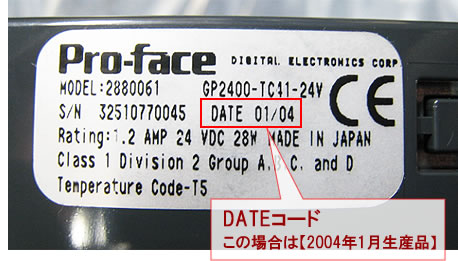 Pro-face DIGITAL ELECTRONICS CORP
MODEL:2880061 GP2400-TC41-24V
S/N 32510770045 DATE 01/04
CE
Rating:1.2 AMP 24 VDC 28W MADE IN JAPAN
Class 1 Division 2 Group A,B,C, and D
Temperature Code-T5
DATEコード
この場合は【2004年1月生産品】